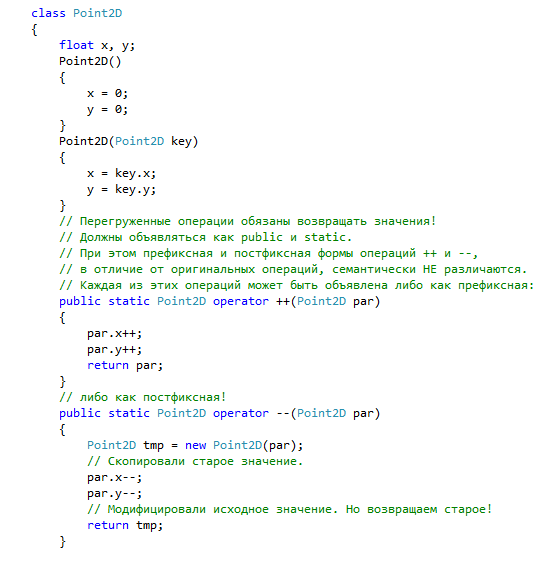 class Point2D
{
    float x, y;
    Point2D()
    {
        x = 0;
        y = 0;
    }
    Point2D(Point2D key)
    {
        x = key.x;
        y = key.y;
    }
    // Перегруженные операции обязаны возвращать значения!
    // Должны объявляться как public и static.
    // При этом префиксная и постфиксная формы операций ++ и --,
    // в отличие от оригинальных операций, семантически НЕ различаются.
    // Каждая из этих операций может быть объявлена либо как префиксная:
    public static Point2D operator ++(Point2D par)
    {
        par.x++;
        par.y++;
        return par;
    }
    // либо как постфиксная!
    public static Point2D operator --(Point2D par)
    {
        Point2D tmp = new Point2D(par);
        // Скопировали старое значение.
        par.x--;
        par.y--;
        // Модифицировали исходное значение. Но возвращаем старое!
        return tmp;
    }